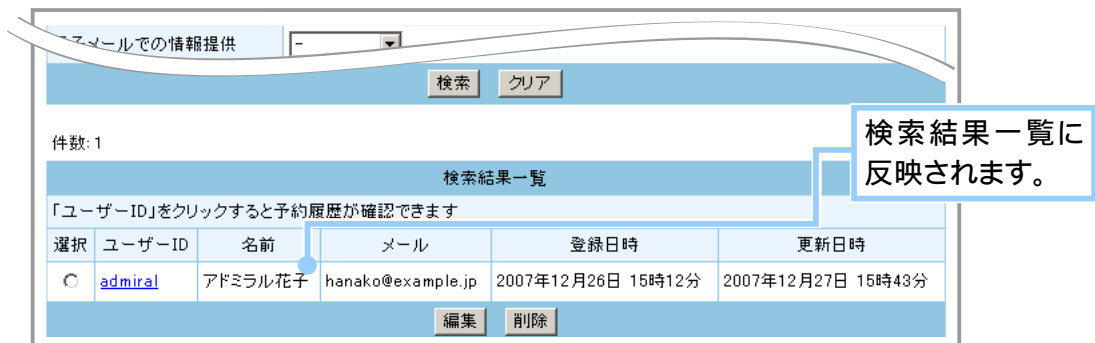 メールでの情報提供 -
検索 クリア
件数: 1
検索結果一覧に
反映されます。
検索結果一覧
「ユーザーID」をクリックすると予約履歴が確認できます
選択 ユーザーID 名前 メール 登録日時 更新日時
admiral アドミラル花子 hanako@example.jp 2007年12月26日 15時12分 2007年12月27日 15時43分
編集 削除